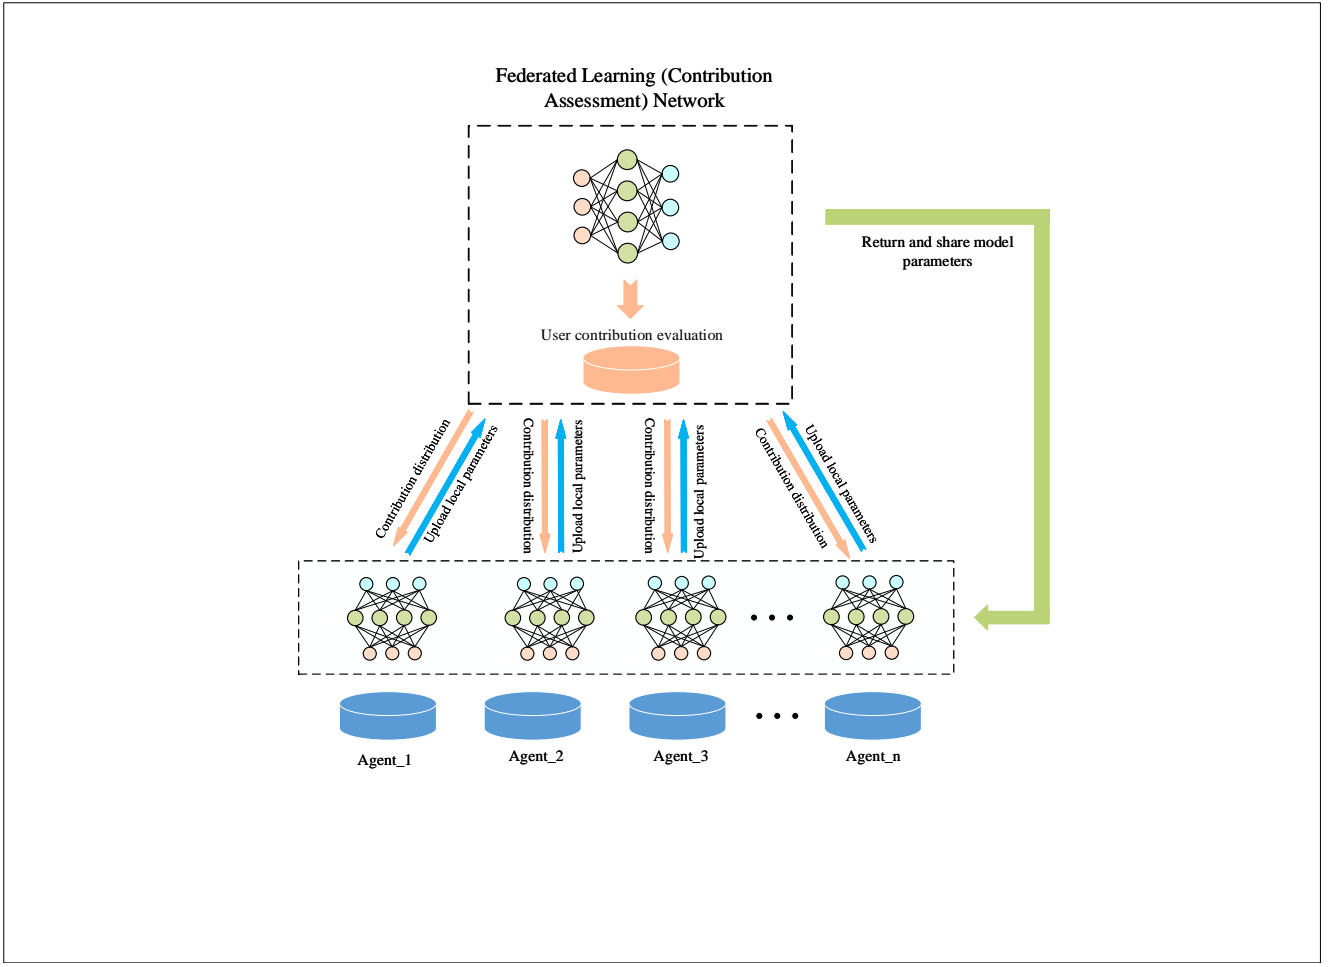 Federated Learning (Contribution
Assessment) Network
Return and share model
parameters
User contribution evaluation
Contribution distribution
Upload local parameters
Contribution distribution
Upload local parameters
Contribution distribution
Upload local parameters
Contribution distribution
Upload local parameters
Agent_1
Agent_2
Agent_3
Agent_n